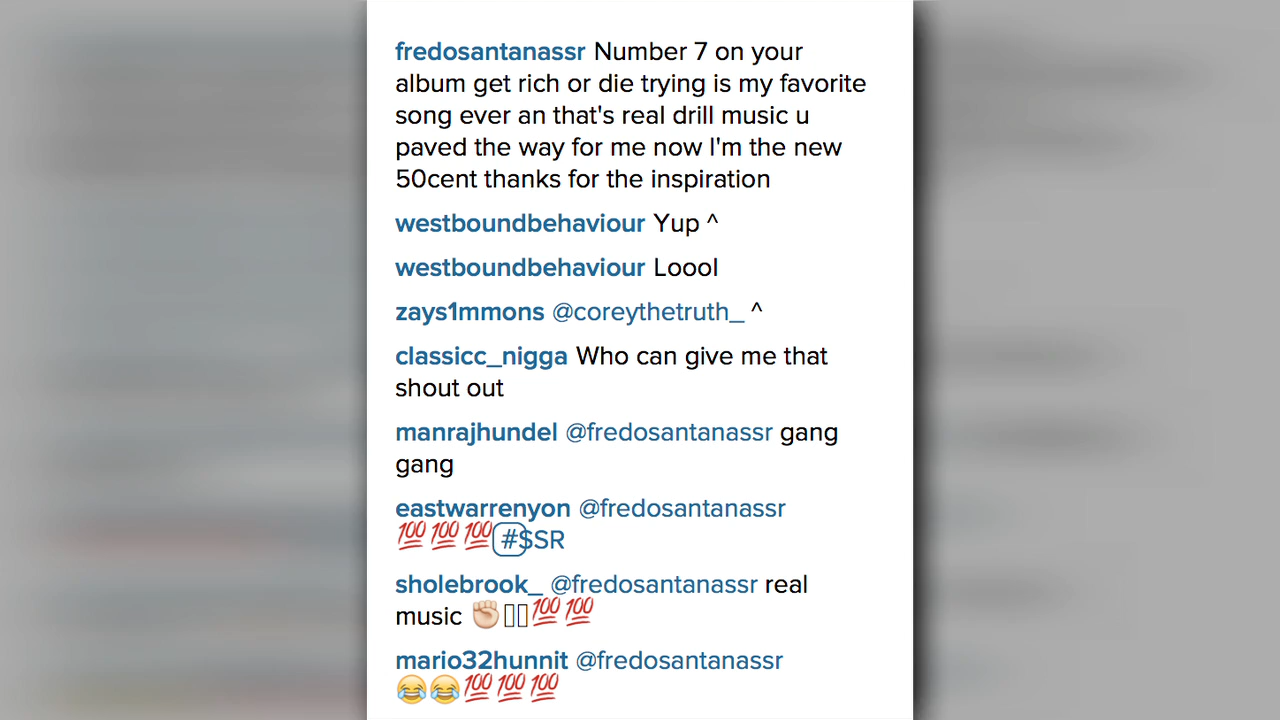 fredosantanassr Number 7 on your
album get rich or die trying is my favorite
song ever an that's real drill music u
paved the way for me now I'm the new
50cent thanks for the inspiration
westboundbehaviour Yup ^
westboundbehaviour Loool
zays1mmons @coreythetruth_ ^
classicc_nigga Who can give me that
shout out
manrajhundel @fredosantanassr gang
gang
eastwarrenyon @fredosantanassr
💯💯💯#$SR
sholebrook_ @fredosantanassr real
music ✊🏼▯▯💯💯
mario32hunnit @fredosantanassr
😂😂💯💯💯